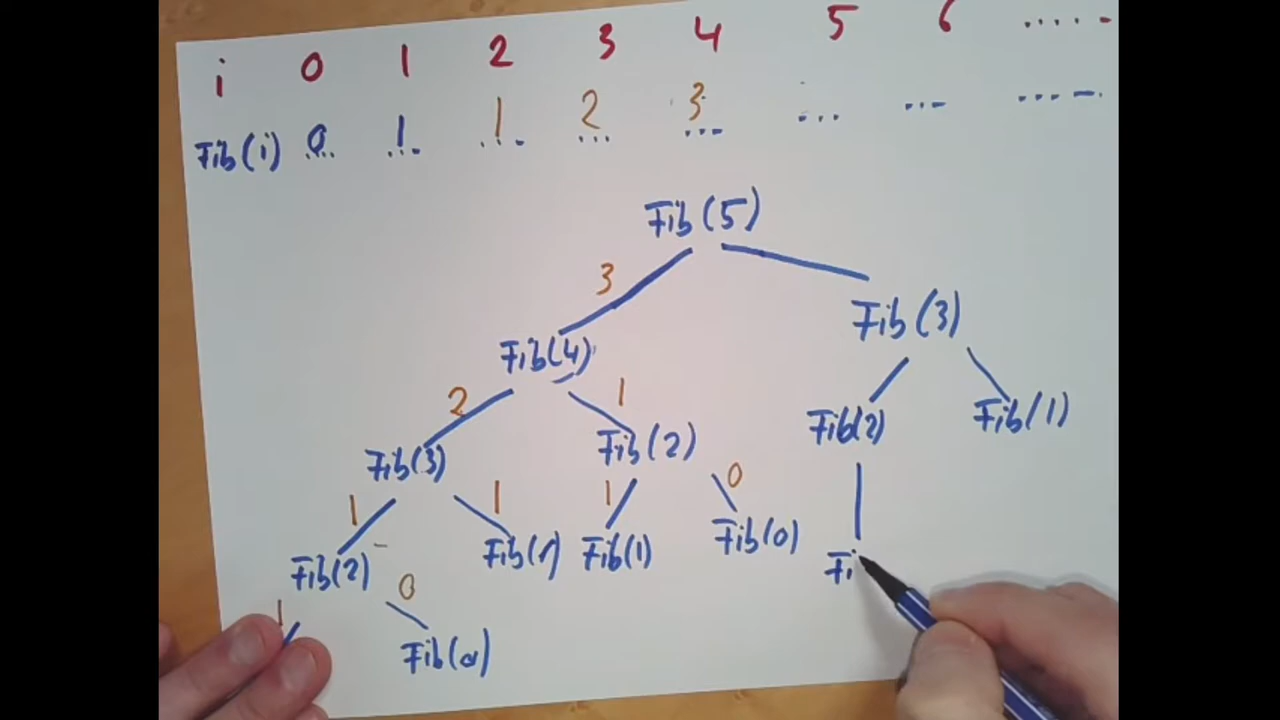 i 0 1 2 3 4 5 6 .....
Fib(i) 0 1 1 2 3 ... ... ....
Fib(5)
3
Fib(4) Fib(3)
2 1
Fib(3) Fib(2) Fib(2) Fib(1)
1 1 1 0
Fib(2) Fib(1) Fib(1) Fib(0) Fi
1 0
Fib(0)